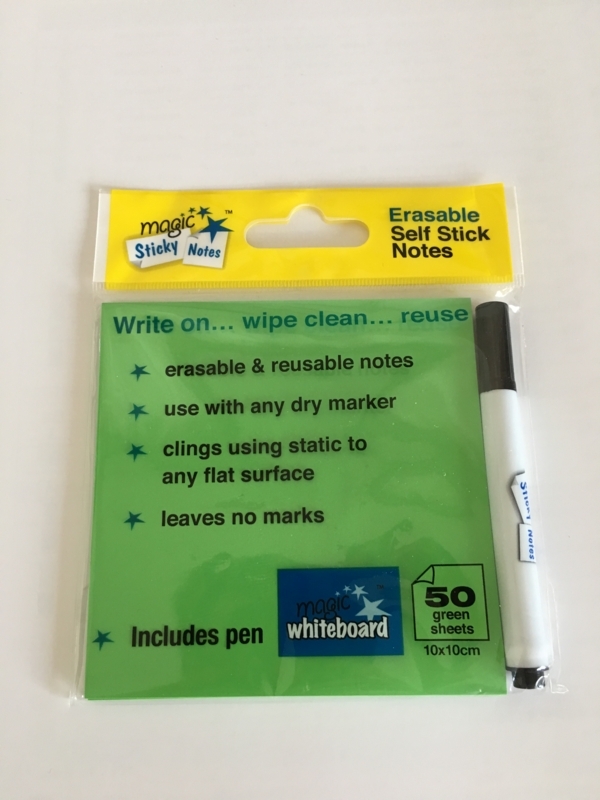 magic ™
Sticky Notes
Erasable
Self Stick
Notes
Write on... wipe clean... reuse
erasable & reusable notes
use with any dry marker
clings using static to
any flat surface
leaves no marks
Includes pen
magic
whiteboard
50
green
sheets
10x10cm
Sticky
Notes